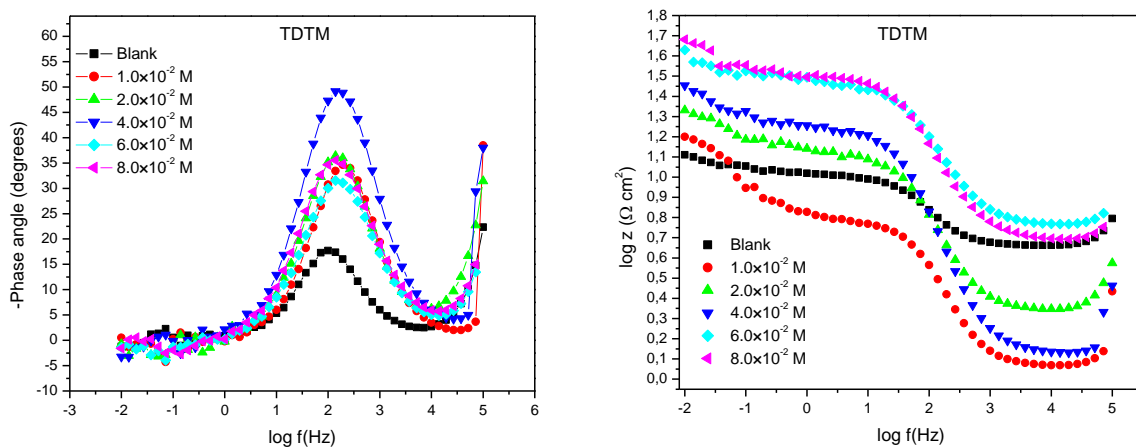 TDTM
Blank
1.0×10⁻² M
2.0×10⁻² M
4.0×10⁻² M
6.0×10⁻² M
8.0×10⁻² M
-Phase angle (degrees)
60
55
50
45
40
35
30
25
20
15
10
5
0
-5
-10
-3 -2 -1 0 1 2 3 4 5 6
log f(Hz)
TDTM
log z (Ω cm²)
1,8
1,7
1,6
1,5
1,4
1,3
1,2
1,1
1,0
0,9
0,8
0,7
0,6
0,5
0,4
0,3
0,2
0,1
0,0
Blank
1.0×10⁻² M
2.0×10⁻² M
4.0×10⁻² M
6.0×10⁻² M
8.0×10⁻² M
-2 -1 0 1 2 3 4 5 6
log f(Hz)